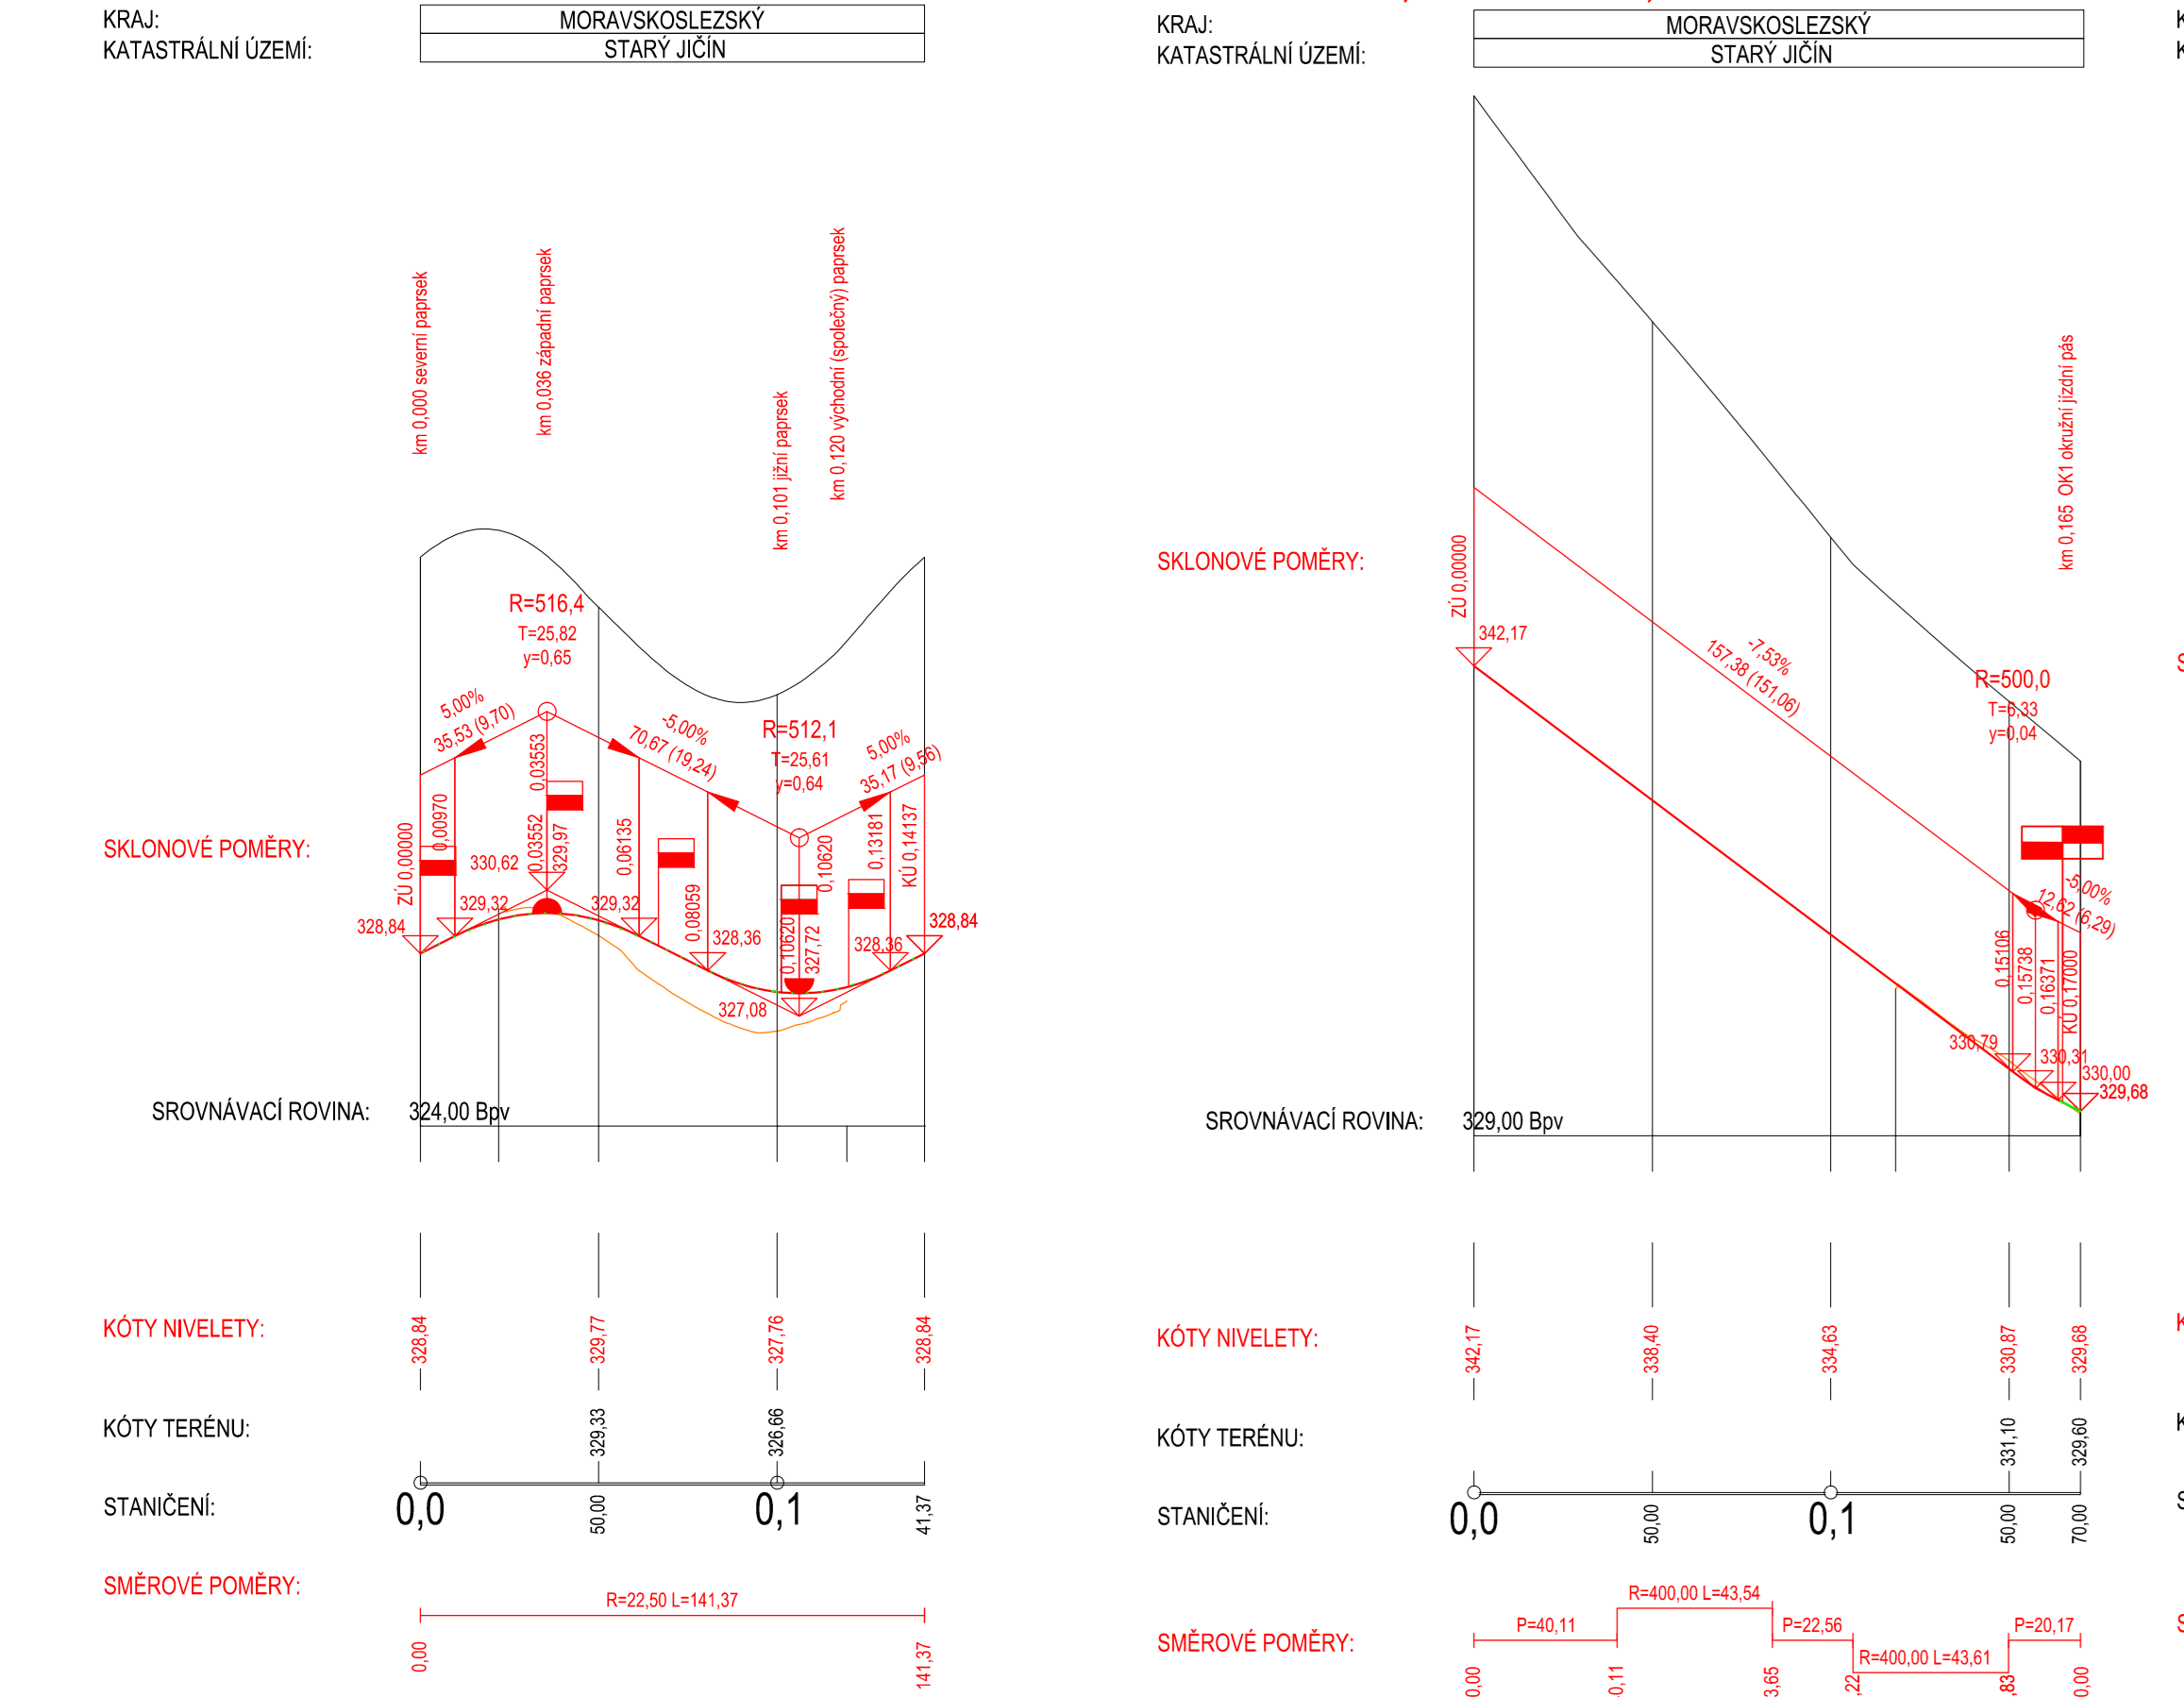 KRAJ:
MORAVSKOSLEZSKÝ
KATASTRÁLNÍ ÚZEMÍ:
STARÝ JIČÍN
km 0,000 severní paprsek
km 0,036 západní paprsek
km 0,101 jižní paprsek
km 0,120 východní (společný) paprsek
R=516,4
T=25,82
y=0,65
5,00%
35,53 (9,70)
-5,00%
70,67 (19,24)
R=512,1
T=25,61
y=0,64
5,00%
35,17 (9,56)
SKLONOVÉ POMĚRY:
ZÚ 0,00000
0,00970
0,03553
0,03552
329,97
0,06135
0,08059
0,10620
0,10620
327,72
0,13181
KÚ 0,14137
330,62
328,84
329,32
329,32
328,36
328,36
328,84
327,08
SROVNÁVACÍ ROVINA:
324,00 Bpv
KÓTY NIVELETY:
328,84
329,77
327,76
328,84
KÓTY TERÉNU:
329,33
326,66
STANIČENÍ:
0,0
50,00
0,1
41,37
SMĚROVÉ POMĚRY:
R=22,50 L=141,37
0,00
141,37
KRAJ:
MORAVSKOSLEZSKÝ
KATASTRÁLNÍ ÚZEMÍ:
STARÝ JIČÍN
km 0,165 OK1 okružní jízdní pás
SKLONOVÉ POMĚRY:
ZÚ 0,00000
342,17
-7,53%
157,38 (151,06)
R=500,0
T=6,33
y=0,04
-5,00%
12,62 (6,29)
0,15106
0,15738
0,16371
KÚ 0,17000
330,79
330,31
330,00
329,68
SROVNÁVACÍ ROVINA:
329,00 Bpv
KÓTY NIVELETY:
342,17
338,40
334,63
330,87
329,68
KÓTY TERÉNU:
331,10
329,60
STANIČENÍ:
0,0
50,00
0,1
50,00
70,00
SMĚROVÉ POMĚRY:
P=40,11
R=400,00 L=43,54
P=22,56
R=400,00 L=43,61
P=20,17
0,00
0,11
3,65
,22
,83
0,00